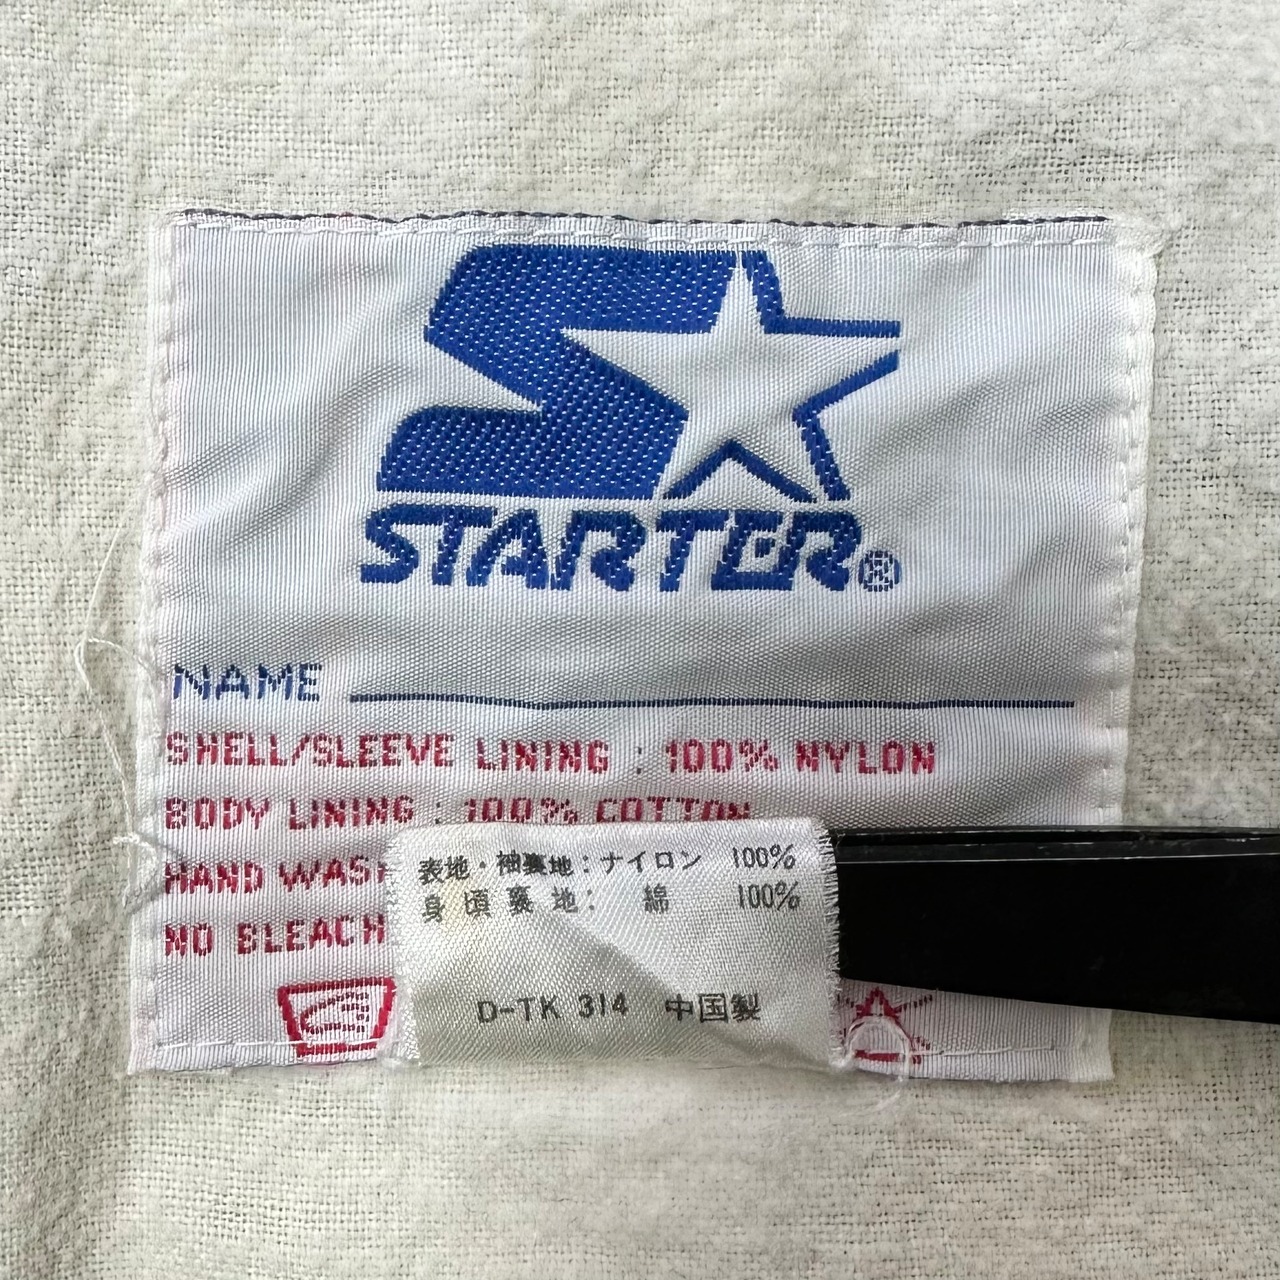 STARTER®
NAME
SHELL/SLEEVE LINING : 100% NYLON
BODY LINING : 100% COTTON
HAND WASH
NO BLEACH
表地・袖裏地:ナイロン 100%
身頃裏地: 綿 100%
D-TK 314 中国製